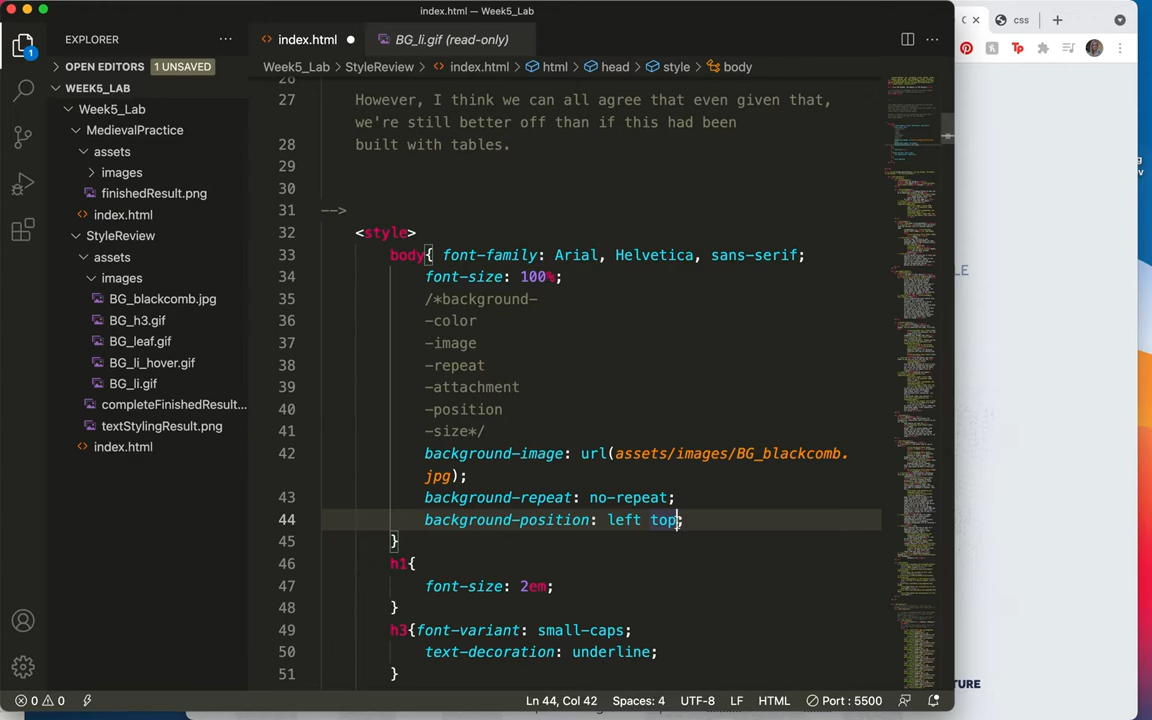 index.html — Week5_Lab
EXPLORER
index.html
BG_li.gif (read-only)
css
OPEN EDITORS 1 UNSAVED
Week5_Lab > StyleReview > index.html > html > head > style > body
WEEK5_LAB
Week5_Lab
MedievalPractice
assets
images
finishedResult.png
index.html
StyleReview
assets
images
BG_blackcomb.jpg
BG_h3.gif
BG_leaf.gif
BG_li_hover.gif
BG_li.gif
completeFinishedResult...
textStylingResult.png
index.html
1
26
27 However, I think we can all agree that even given that,
we're still better off than if this had been
28 built with tables.
29
30
31 -->
32 <style>
33 body{ font-family: Arial, Helvetica, sans-serif;
34 font-size: 100%;
35 /*background-
36 -color
37 -image
38 -repeat
39 -attachment
40 -position
41 -size*/
42 background-image: url(assets/images/BG_blackcomb.
jpg);
43 background-repeat: no-repeat;
44 background-position: left top;
45 }
46 h1{
47 font-size: 2em;
48 }
49 h3{font-variant: small-caps;
50 text-decoration: underline;
51 }
0 0
Ln 44, Col 42 Spaces: 4 UTF-8 LF HTML Port : 5500